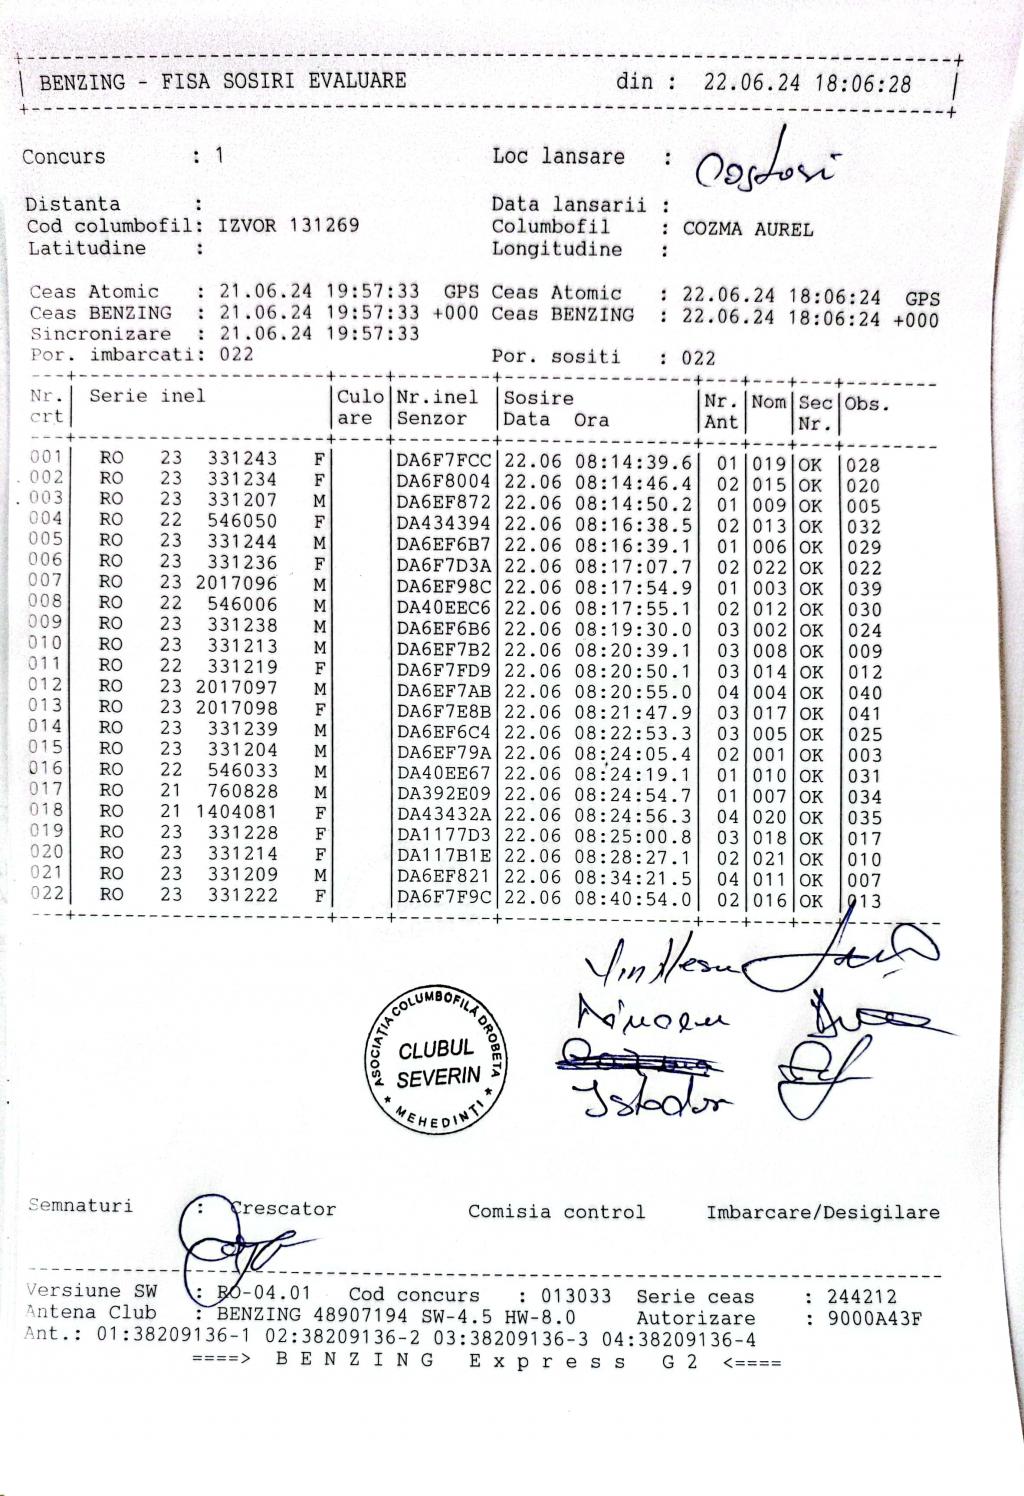 BENZING - FISA SOSIRI EVALUARE din : 22.06.24 18:06:28
Concurs : 1 Loc lansare : Costosi
Distanta : Data lansarii :
Cod columbofil: IZVOR 131269 Columbofil : COZMA AUREL
Latitudine : Longitudine :
Ceas Atomic : 21.06.24 19:57:33 GPS Ceas Atomic : 22.06.24 18:06:24 GPS
Ceas BENZING : 21.06.24 19:57:33 +000 Ceas BENZING : 22.06.24 18:06:24 +000
Sincronizare : 21.06.24 19:57:33
Por. imbarcati: 022 Por. sositi : 022
Nr. Serie inel Culo Nr.inel Sosire Nr. Nom Sec Obs.
crt are Senzor Data Ora Ant Nr.
001 RO 23 331243 F DA6F7FCC 22.06 08:14:39.6 01 019 OK 028
002 RO 23 331234 F DA6F8004 22.06 08:14:46.4 02 015 OK 020
003 RO 23 331207 M DA6EF872 22.06 08:14:50.2 01 009 OK 005
004 RO 22 546050 F DA434394 22.06 08:16:38.5 02 013 OK 032
005 RO 23 331244 M DA6EF6B7 22.06 08:16:39.1 01 006 OK 029
006 RO 23 331236 F DA6F7D3A 22.06 08:17:07.7 02 022 OK 022
007 RO 23 2017096 M DA6EF98C 22.06 08:17:54.9 01 003 OK 039
008 RO 22 546006 M DA40EEC6 22.06 08:17:55.1 02 012 OK 030
009 RO 23 331238 M DA6EF6B6 22.06 08:19:30.0 03 002 OK 024
010 RO 23 331213 M DA6EF7B2 22.06 08:20:39.1 03 008 OK 009
011 RO 22 331219 F DA6F7FD9 22.06 08:20:50.1 03 014 OK 012
012 RO 23 2017097 M DA6EF7AB 22.06 08:20:55.0 04 004 OK 040
013 RO 23 2017098 F DA6F7E8B 22.06 08:21:47.9 03 017 OK 041
014 RO 23 331239 M DA6EF6C4 22.06 08:22:53.3 03 005 OK 025
015 RO 23 331204 M DA6EF79A 22.06 08:24:05.4 02 001 OK 003
016 RO 22 546033 M DA40EE67 22.06 08:24:19.1 01 010 OK 031
017 RO 21 760828 M DA392E09 22.06 08:24:54.7 01 007 OK 034
018 RO 21 1404081 F DA43432A 22.06 08:24:56.3 04 020 OK 035
019 RO 23 331228 F DA1177D3 22.06 08:25:00.8 03 018 OK 017
020 RO 23 331214 F DA117B1E 22.06 08:28:27.1 02 021 OK 010
021 RO 23 331209 M DA6EF821 22.06 08:34:21.5 04 011 OK 007
022 RO 23 331222 F DA6F7F9C 22.06 08:40:54.0 02 016 OK 013
ASOCIAȚIA COLUMBOFILĂ DROBETA
CLUBUL
SEVERIN
* MEHEDINȚI *
Istodor
Semnaturi : Crescator Comisia control Imbarcare/Desigilare
Versiune SW : RO-04.01 Cod concurs : 013033 Serie ceas : 244212
Antena Club : BENZING 48907194 SW-4.5 HW-8.0 Autorizare : 9000A43F
Ant.: 01:38209136-1 02:38209136-2 03:38209136-3 04:38209136-4
====> B E N Z I N G E x p r e s s G 2 <====